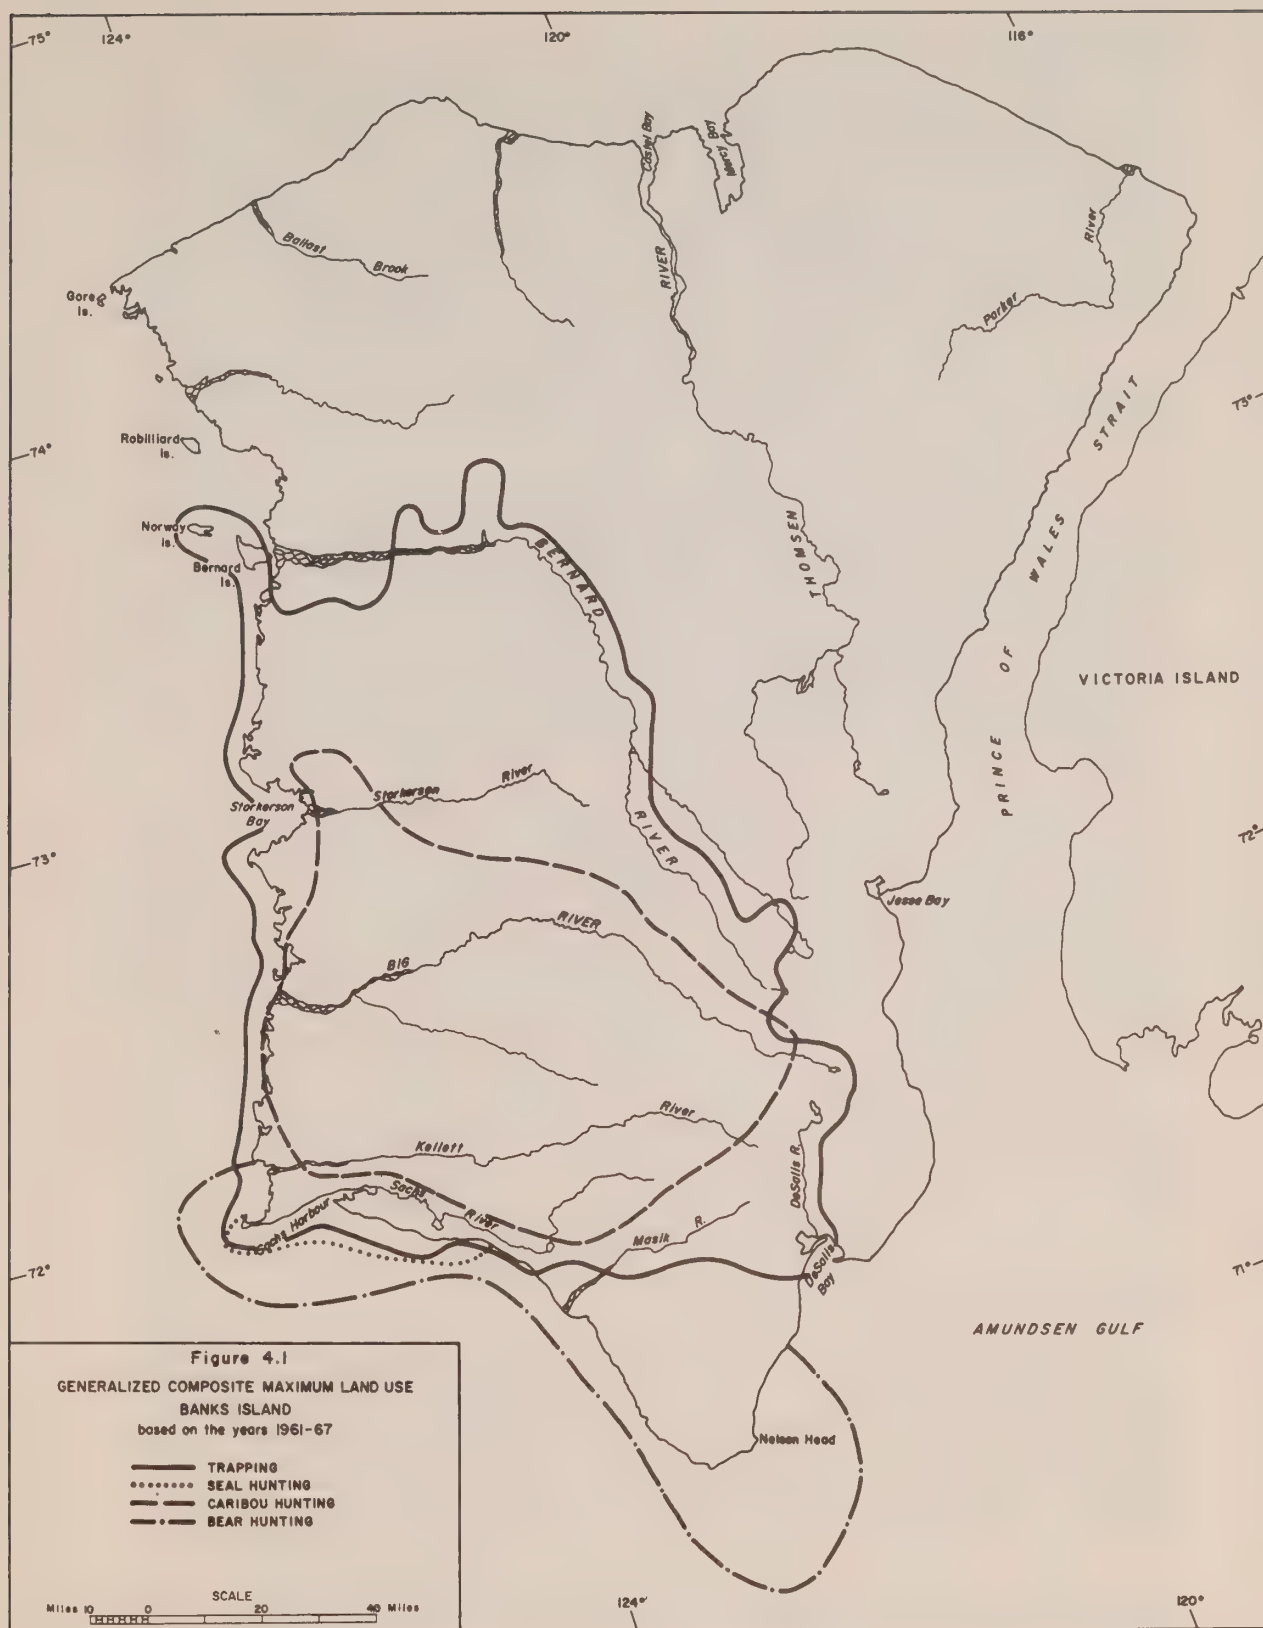 75°
124°
120°
116°
Castel Bay
Mercy Bay
River
Parker
Ballast
Brook
RIVER
Gore
Is.
73°
STRAIT
Robilliard
Is.
74°
Norway
Is.
Bernard
Is.
BERNARD
THOMSEN
WALES
OF
PRINCE
VICTORIA ISLAND
Storkerson
Bay
Storkerson
River
RIVER
73°
72°
Jesse Bay
BIG
RIVER
Kellett
River
DeSalis R.
Sachs Harbour
Sachs
River
Masik
R.
DeSalis
Bay
72°
71°
AMUNDSEN GULF
Nelson Head
Figure 4.1
GENERALIZED COMPOSITE MAXIMUM LAND USE
BANKS ISLAND
based on the years 1961-67
TRAPPING
SEAL HUNTING
CARIBOU HUNTING
BEAR HUNTING
SCALE
Miles 10 0 20 40 Miles
124°
120°